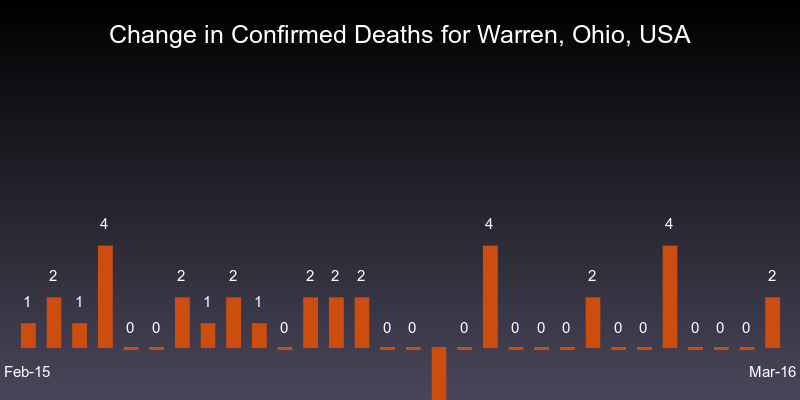 Change in Confirmed Deaths for Warren, Ohio, USA
4 4 4
2 2 2 2 2 2 2 2
1 1 1 1
0 0 0 0 0 0 0 0 0 0 0 0 0 0
Feb-15 Mar-16